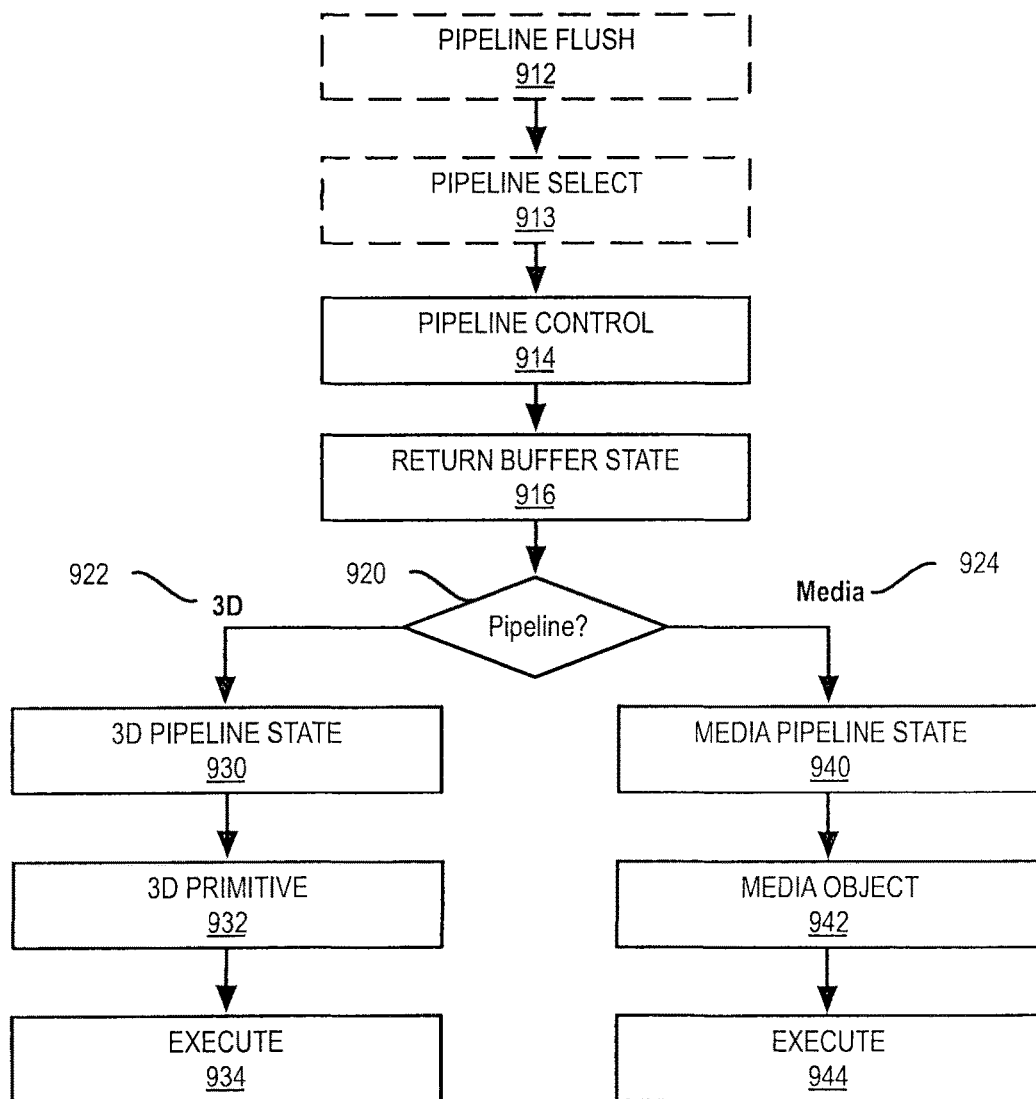 PIPELINE FLUSH
912
PIPELINE SELECT
913
PIPELINE CONTROL
914
RETURN BUFFER STATE
916
922
3D
920
Pipeline?
Media
924
3D PIPELINE STATE
930
MEDIA PIPELINE STATE
940
3D PRIMITIVE
932
MEDIA OBJECT
942
EXECUTE
934
EXECUTE
944